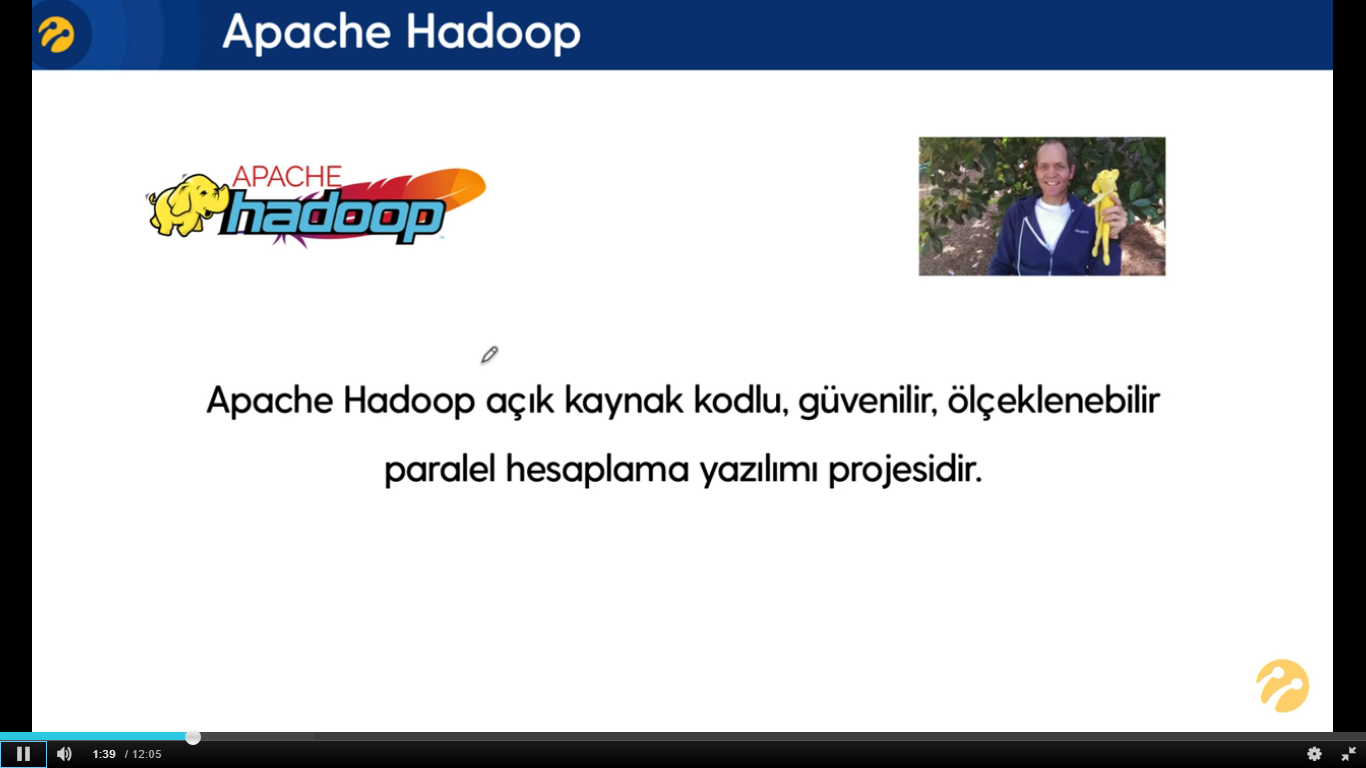 Apache Hadoop
APACHE
hadoop
Apache Hadoop açık kaynak kodlu, güvenilir, ölçeklenebilir
paralel hesaplama yazılımı projesidir.
1:39 / 12:05